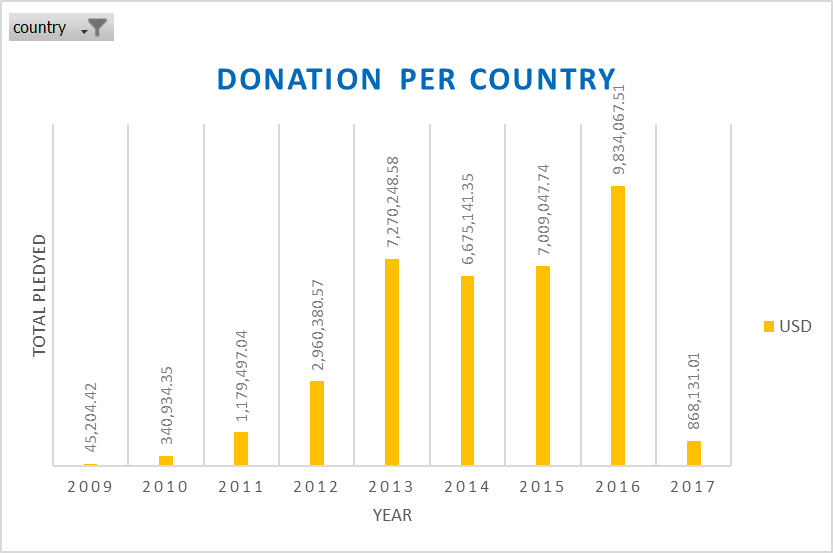 country
DONATION PER COUNTRY
TOTAL PLEDYED
45,204.42
340,934.35
1,179,497.04
2,960,380.57
7,270,248.58
6,675,141.35
7,009,047.74
9,834,067.51
868,131.01
USD
2009 2010 2011 2012 2013 2014 2015 2016 2017
YEAR